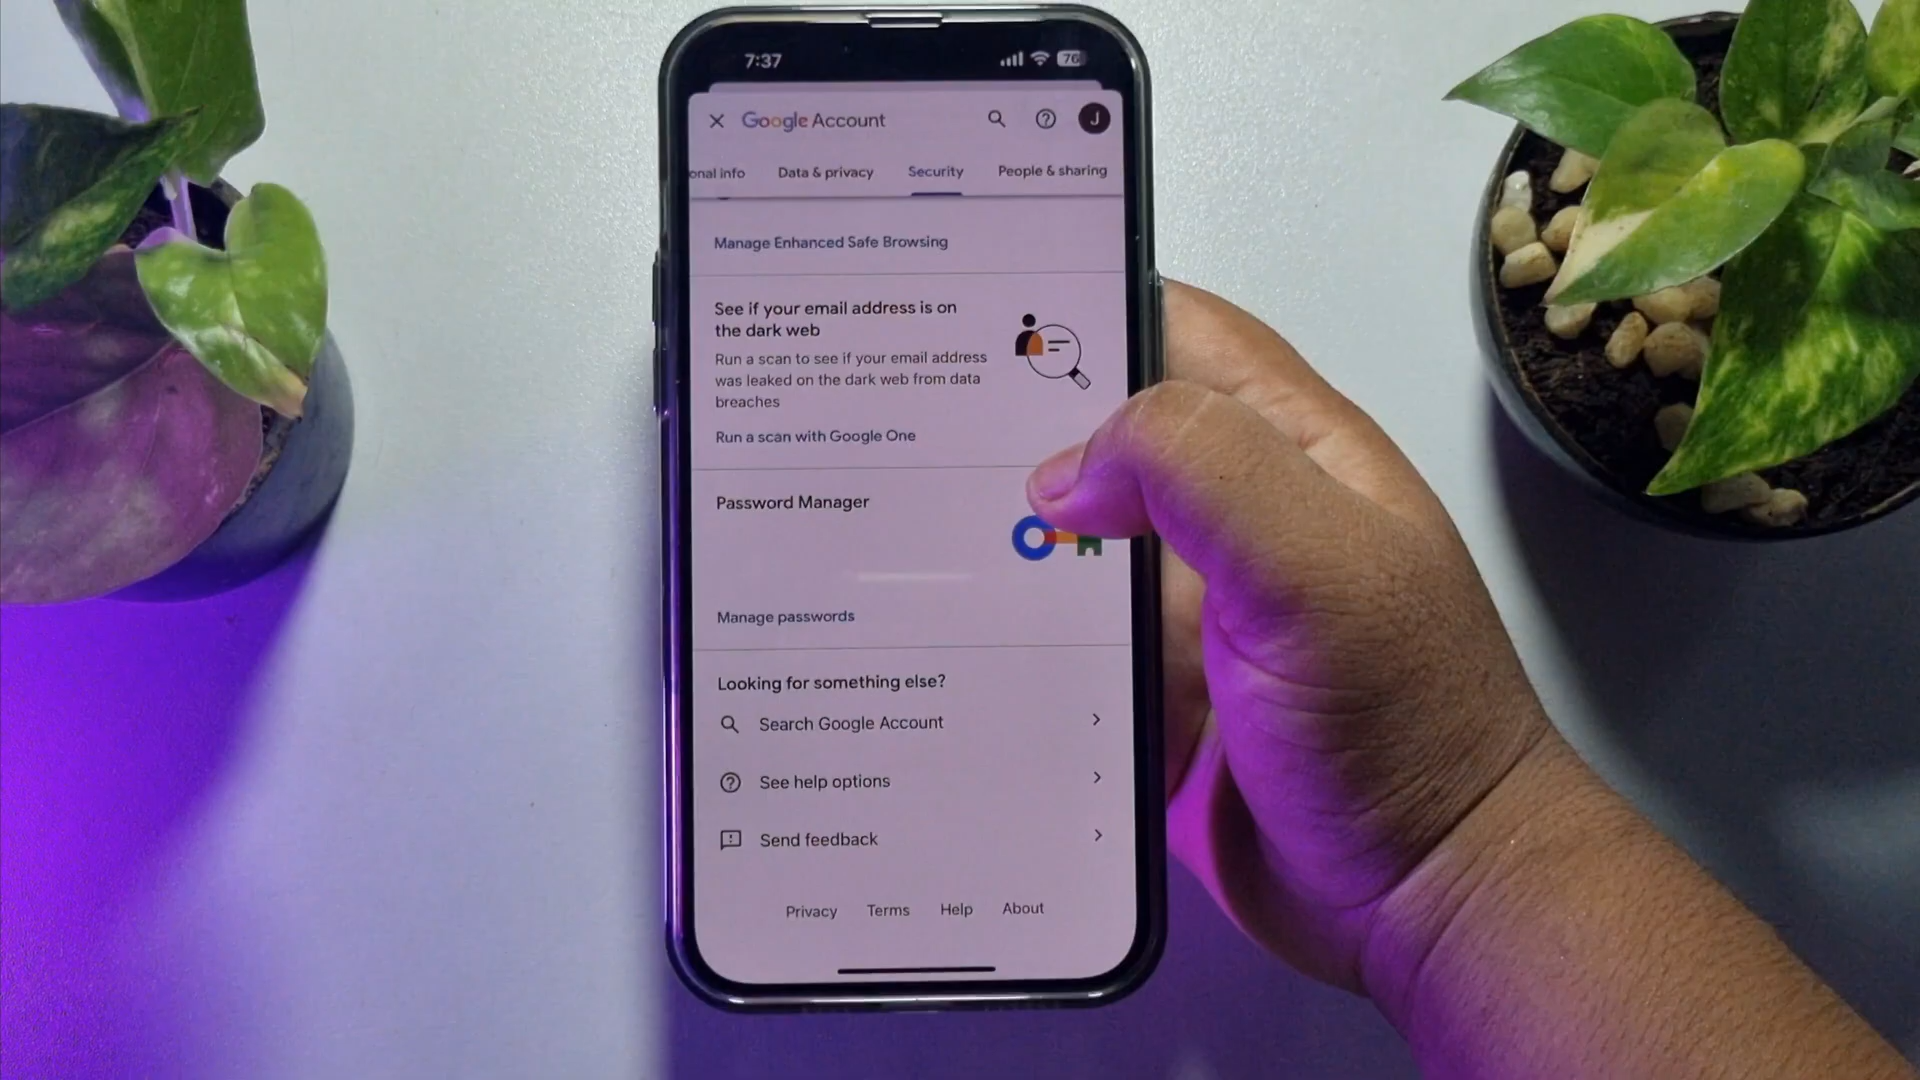 7:37
76
Google Account
J
onal info
Data & privacy
Security
People & sharing
Manage Enhanced Safe Browsing
See if your email address is on
the dark web
Run a scan to see if your email address
was leaked on the dark web from data
breaches
Run a scan with Google One
Password Manager
Manage passwords
Looking for something else?
Search Google Account
See help options
Send feedback
Privacy
Terms
Help
About